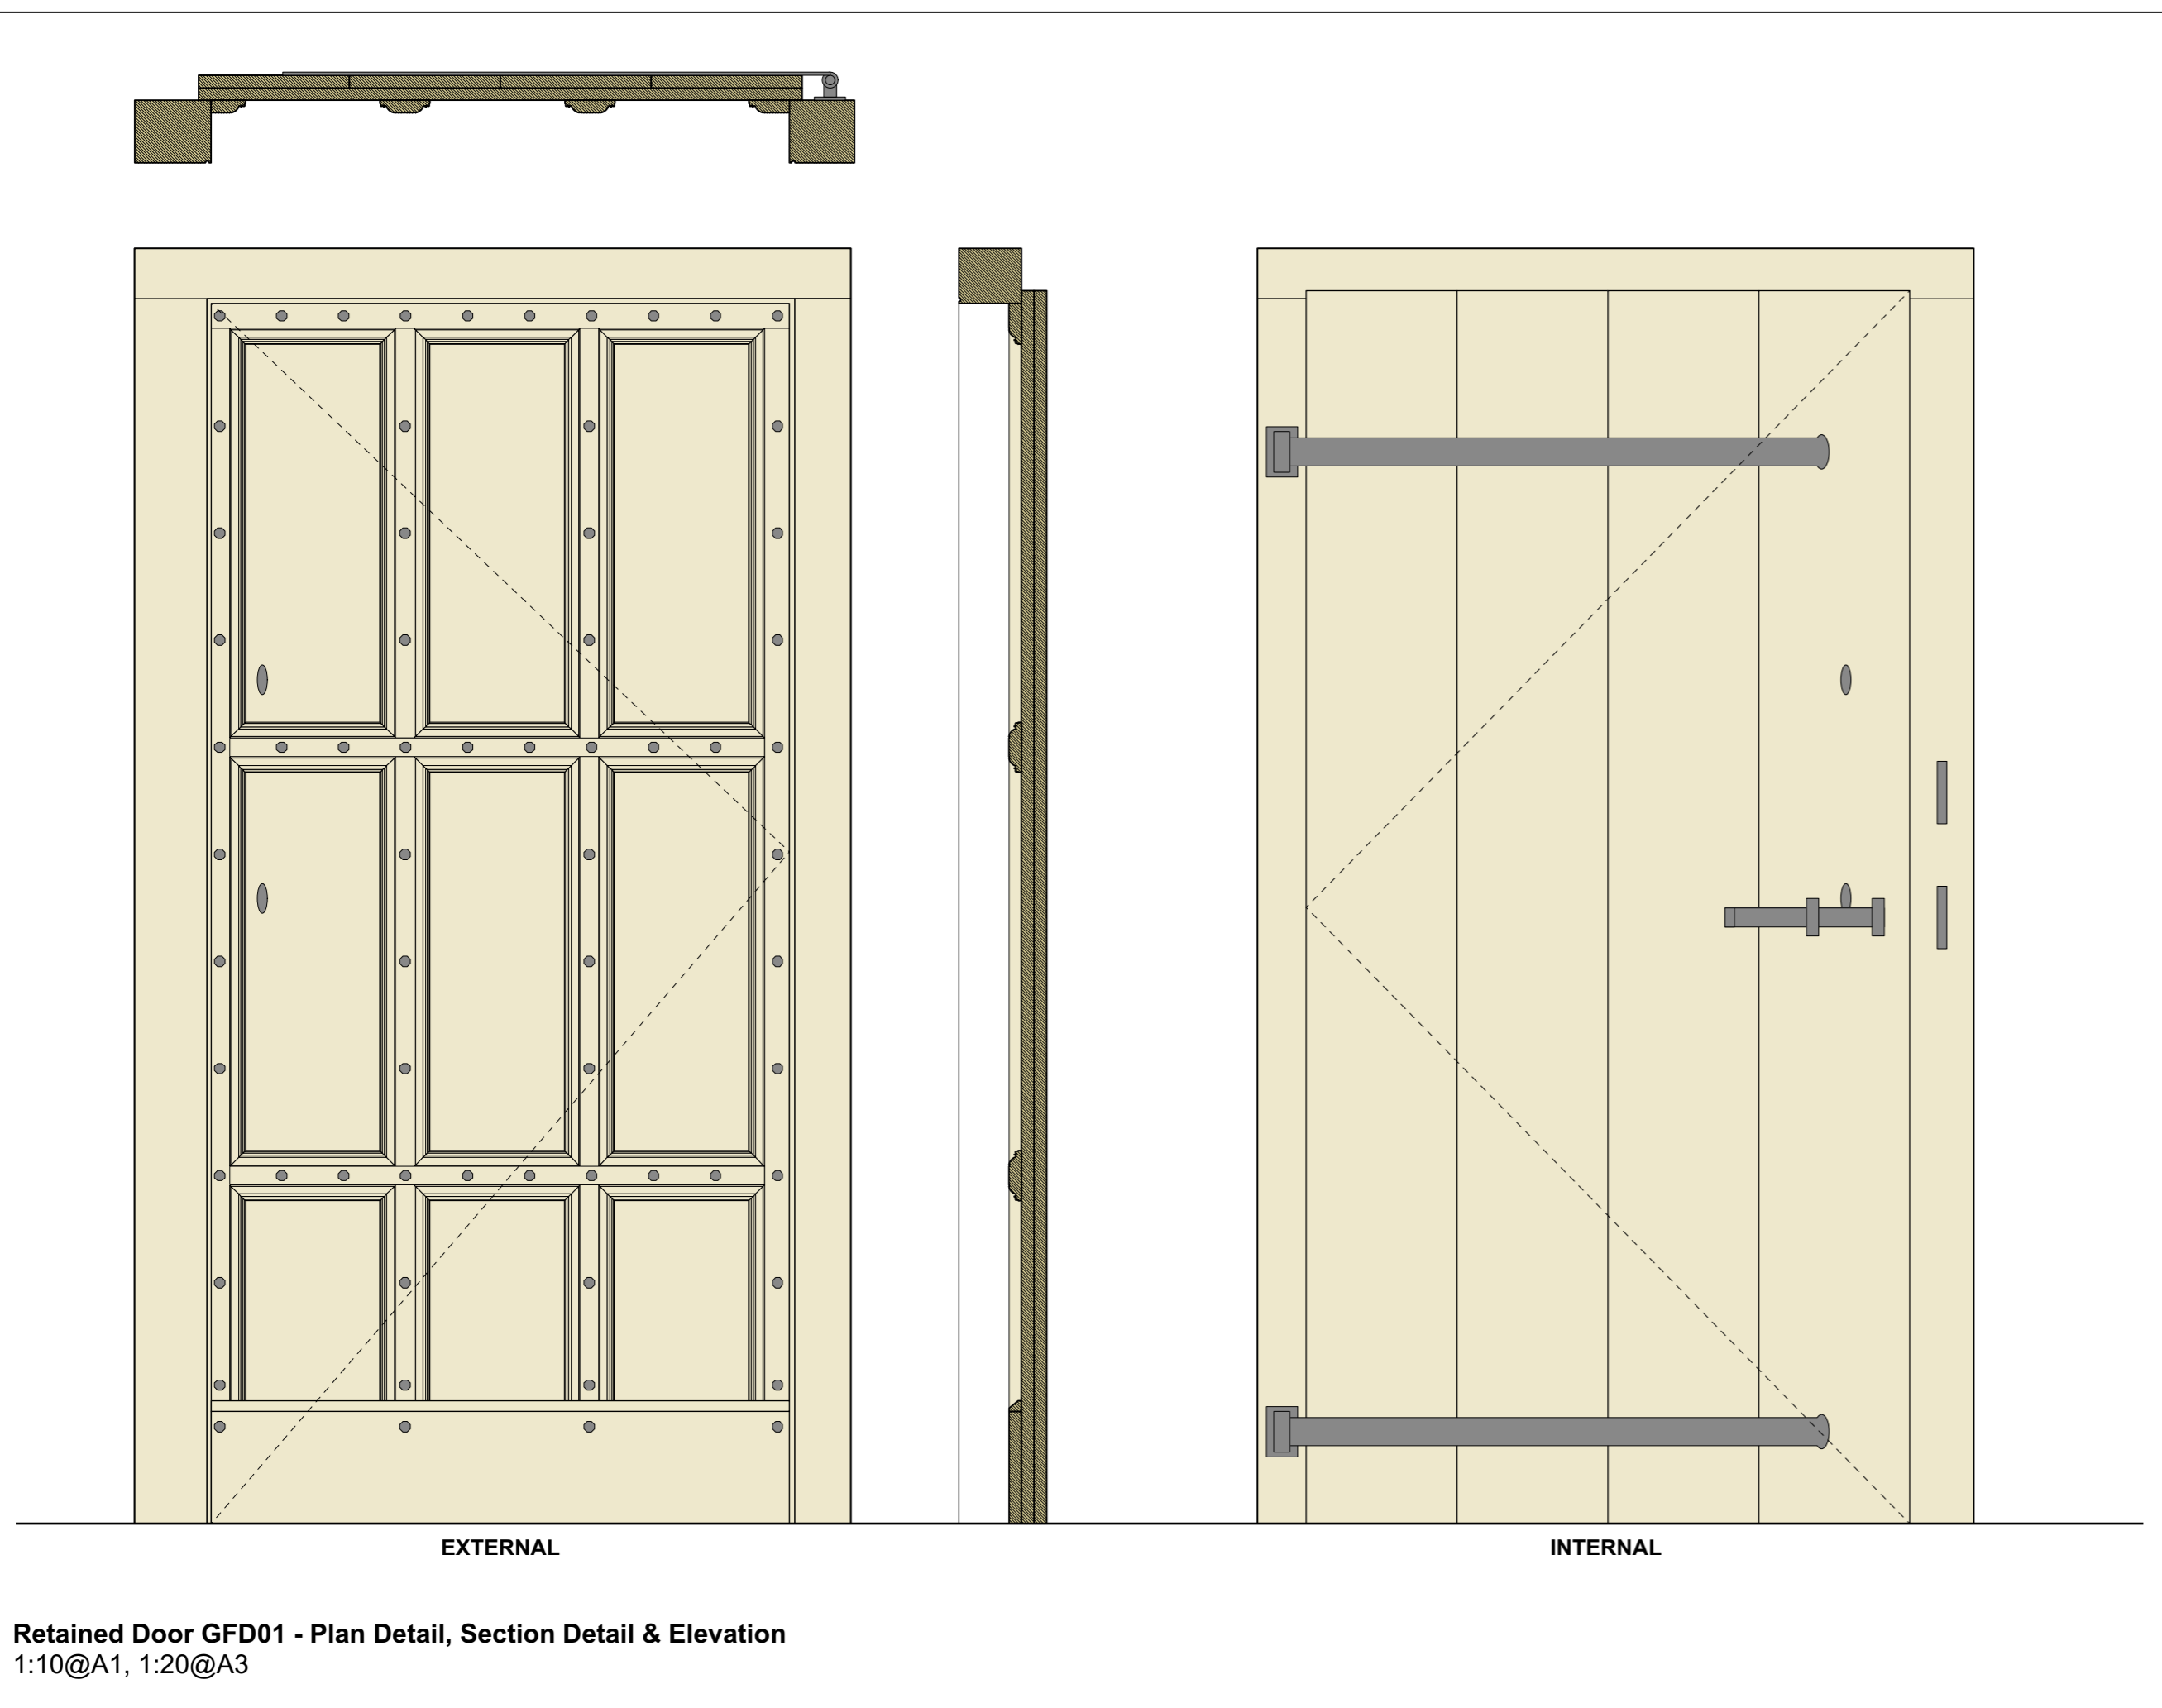 EXTERNAL
INTERNAL
Retained Door GFD01 - Plan Detail, Section Detail & Elevation
1:10@A1, 1:20@A3